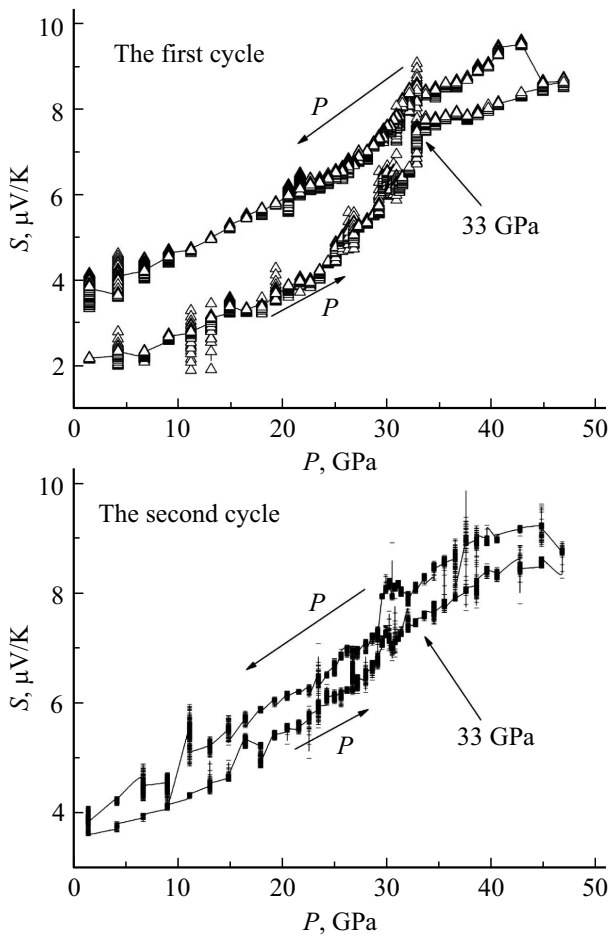 10
The first cycle
P
8
S, μV/K
6
33 GPa
4
P
2
0 10 20 30 40 50
P, GPa
10
The second cycle
8
P
S, μV/K
6
P
33 GPa
4
0 10 20 30 40 50
P, GPa